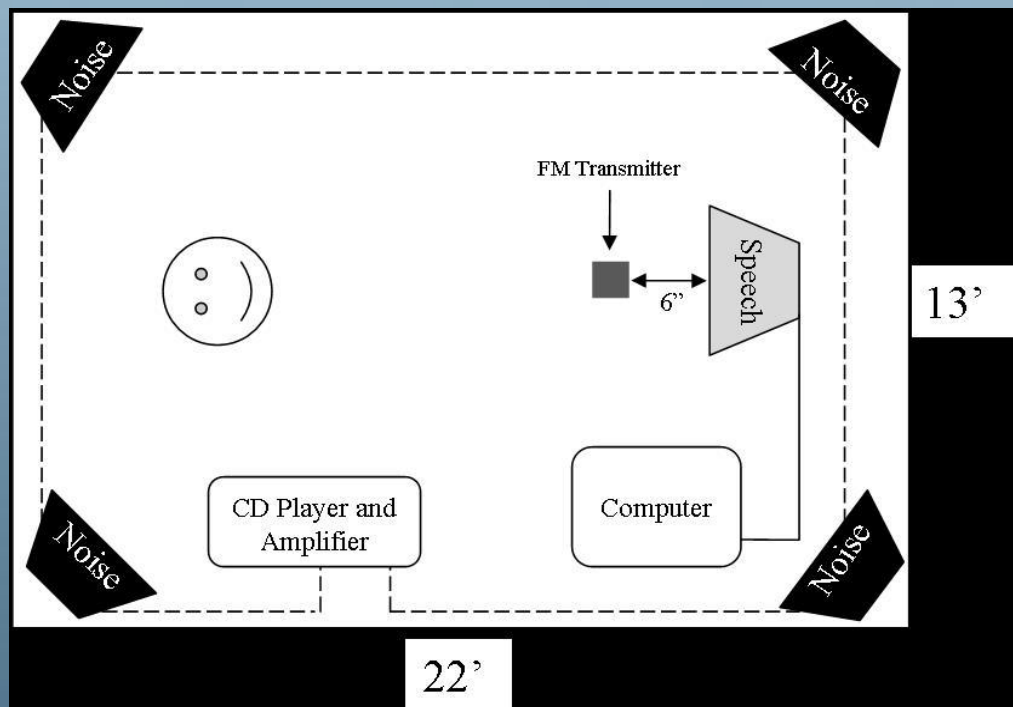 Noise
Noise
FM Transmitter
Speech
6”
13’
CD Player and
Amplifier
Computer
Noise
Noise
22’